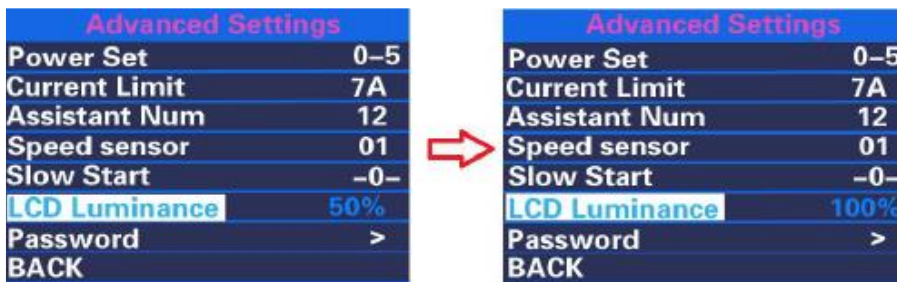 Advanced Settings
Power Set 0–5
Current Limit 7A
Assistant Num 12
Speed sensor 01
Slow Start –0–
LCD Luminance 50%
Password >
BACK
Advanced Settings
Power Set 0–5
Current Limit 7A
Assistant Num 12
Speed sensor 01
Slow Start –0–
LCD Luminance 100%
Password >
BACK